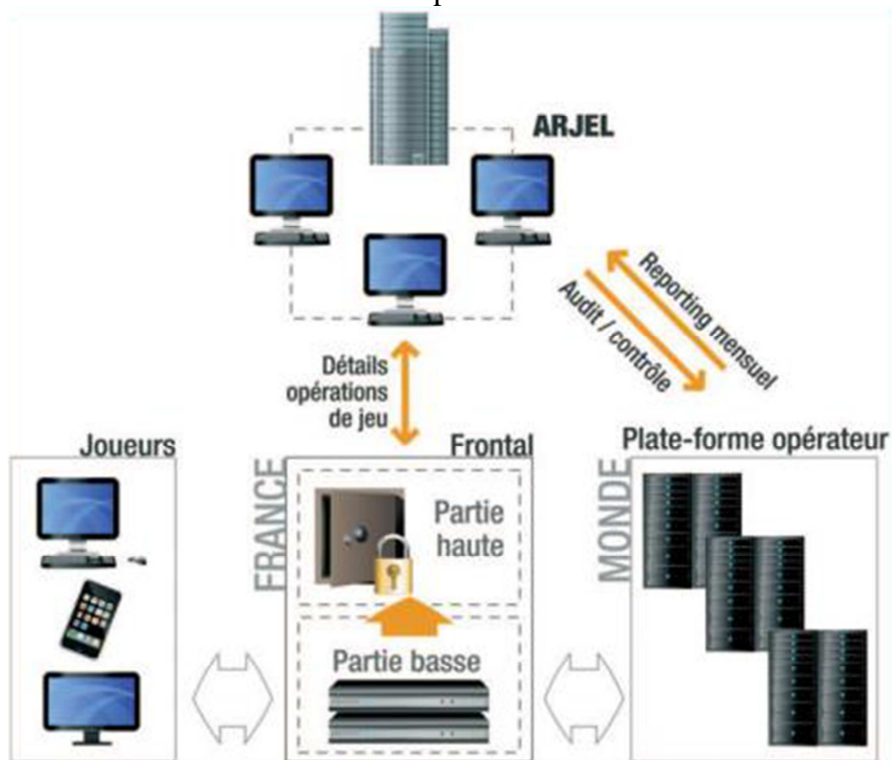 ARJEL
Reporting mensuel
Audit / contrôle
Détails
opérations
de jeu
Joueurs
Frontal
Plate-forme opérateur
FRANCE
Partie
haute
Partie basse
MONDE